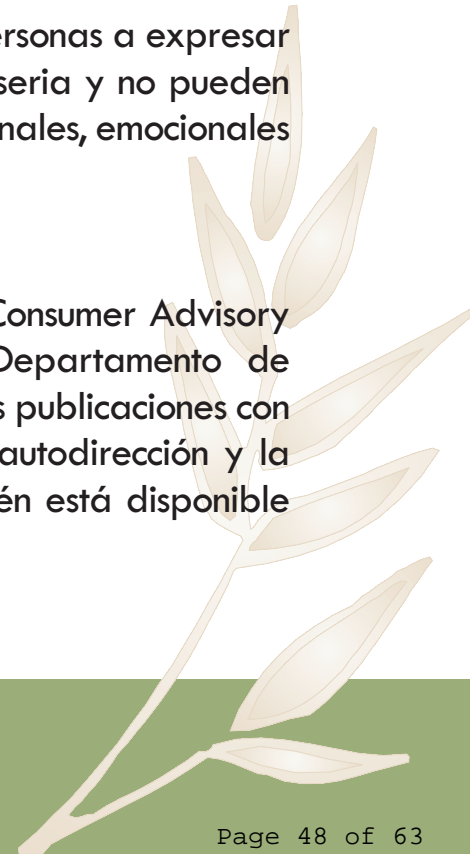 ersonas a expresar
seria y no pueden
nales, emocionales
Consumer Advisory
Departamento de
s publicaciones con
autodirección y la
én está disponible
Page 48 of 63